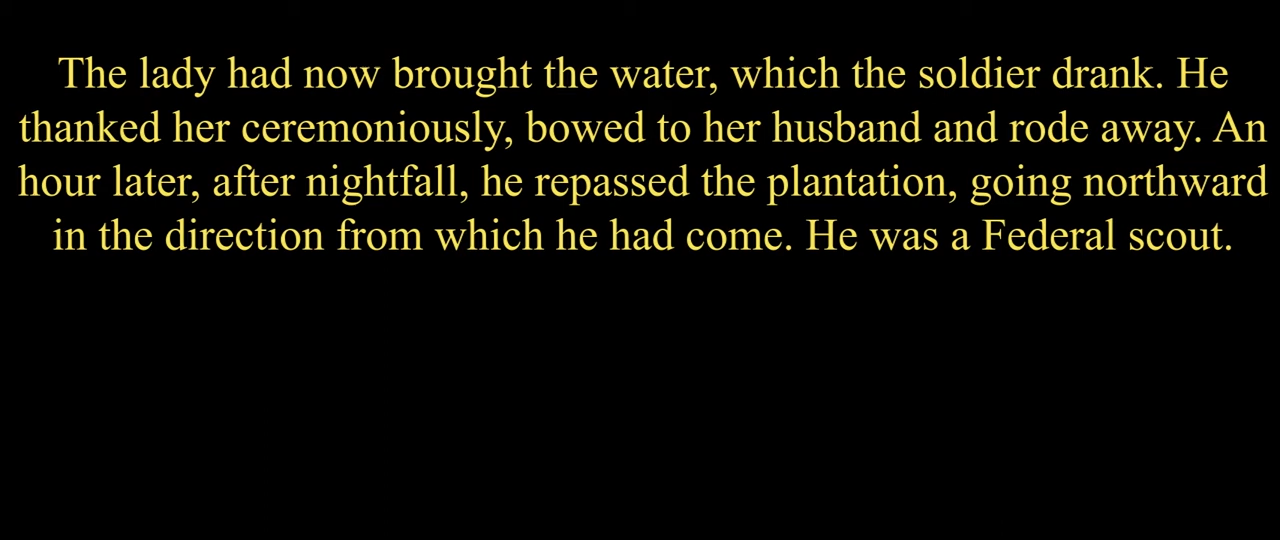 The lady had now brought the water, which the soldier drank. He
thanked her ceremoniously, bowed to her husband and rode away. An
hour later, after nightfall, he repassed the plantation, going northward
in the direction from which he had come. He was a Federal scout.